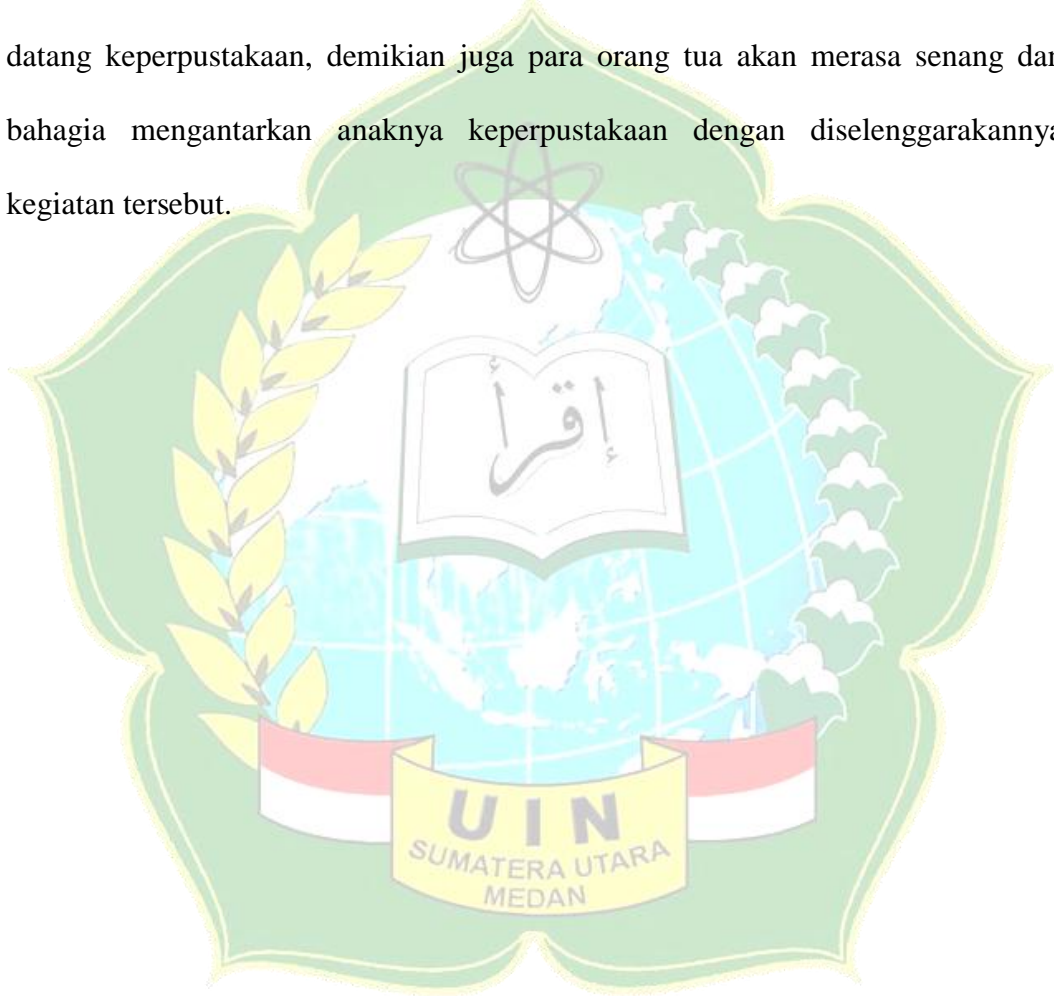 datang keperpustakaan, demikian juga para orang tua akan merasa senang dan
bahagia mengantarkan anaknya keperpustakaan dengan diselenggarakannya
kegiatan tersebut.
إقرأ
UIN
SUMATERA UTARA
MEDAN